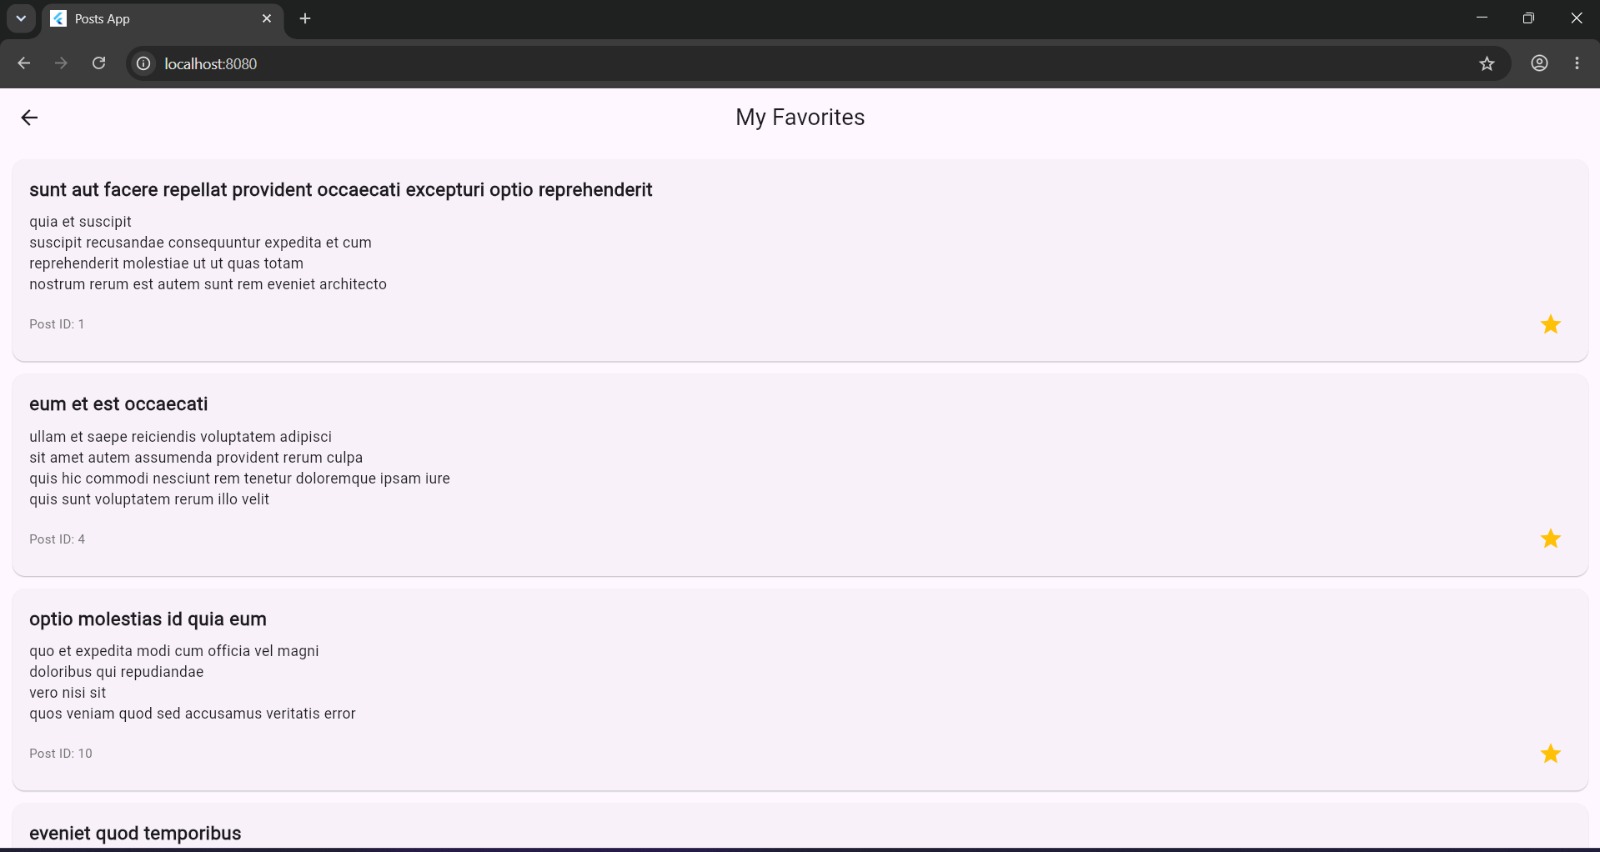 Posts App
localhost:8080
My Favorites
sunt aut facere repellat provident occaecati excepturi optio reprehenderit
quia et suscipit
suscipit recusandae consequuntur expedita et cum
reprehenderit molestiae ut ut quas totam
nostrum rerum est autem sunt rem eveniet architecto
Post ID: 1
eum et est occaecati
ullam et saepe reiciendis voluptatem adipisci
sit amet autem assumenda provident rerum culpa
quis hic commodi nesciunt rem tenetur doloremque ipsam iure
quis sunt voluptatem rerum illo velit
Post ID: 4
optio molestias id quia eum
quo et expedita modi cum officia vel magni
doloribus qui repudiandae
vero nisi sit
quos veniam quod sed accusamus veritatis error
Post ID: 10
eveniet quod temporibus